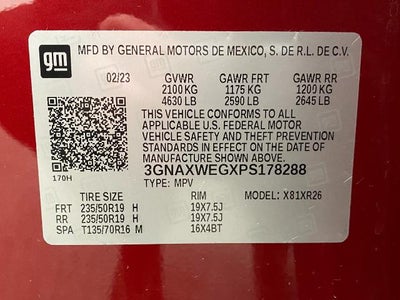 gm
MFD BY GENERAL MOTORS DE MEXICO, S. DE R.L. DE C.V.
02/23 GVWR GAWR FRT GAWR RR
2100 KG 1175 KG 1200 KG
4630 LB 2590 LB 2645 LB
THIS VEHICLE CONFORMS TO ALL
APPLICABLE U.S. FEDERAL MOTOR
VEHICLE SAFETY AND THEFT PREVENTION
STANDARDS IN EFFECT ON THE DATE OF
MANUFACTURE SHOWN ABOVE.
170H
3GNAXWEGXPS178288
TYPE: MPV MODEL: X81XR26
TIRE SIZE RIM
FRT 235/50R19 H 19X7.5J
RR 235/50R19 H 19X7.5J
SPA T135/70R16 M 16X4BT